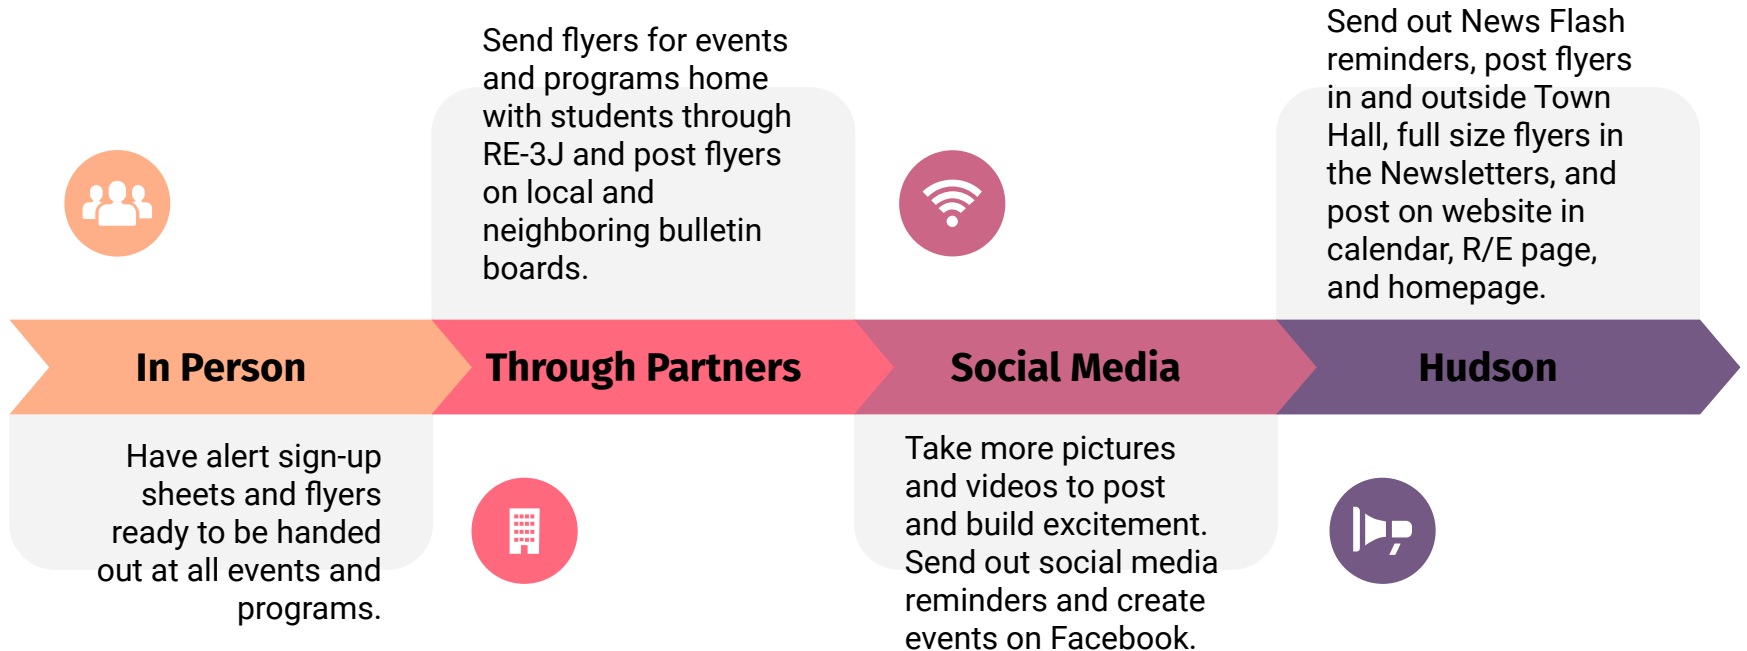 In Person
Have alert sign-up
sheets and flyers
ready to be handed
out at all events and
programs.
Send flyers for events
and programs home
with students through
RE-3J and post flyers
on local and
neighboring bulletin
boards.
Through Partners
Social Media
Take more pictures
and videos to post
and build excitement.
Send out social media
reminders and create
events on Facebook.
Send out News Flash
reminders, post flyers
in and outside Town
Hall, full size flyers in
the Newsletters, and
post on website in
calendar, R/E page,
and homepage.
Hudson